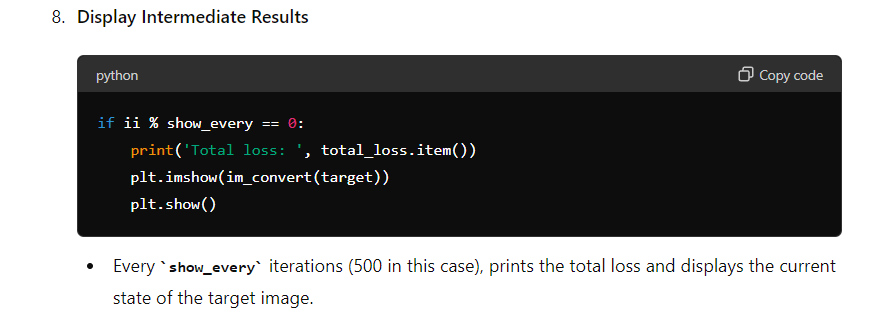 8. Display Intermediate Results
python
Copy code
if ii % show_every == 0:
    print('Total loss: ', total_loss.item())
    plt.imshow(im_convert(target))
    plt.show()
• Every `show_every` iterations (500 in this case), prints the total loss and displays the current
state of the target image.